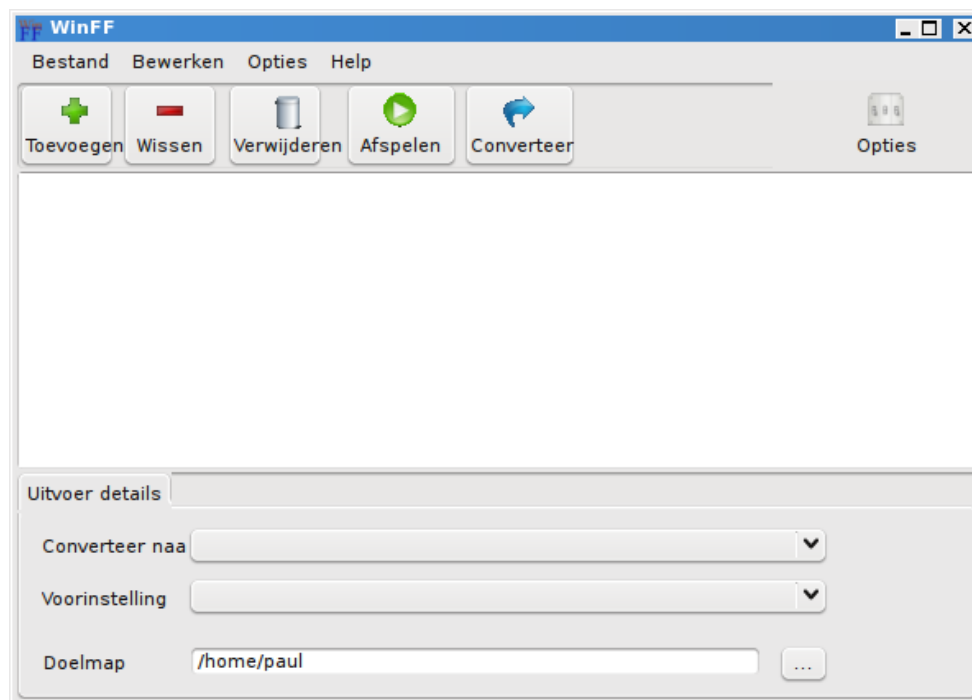 WinFF
Bestand Bewerken Opties Help
Toevoegen Wissen Verwijderen Afspelen Converteer Opties
Uitvoer details
Converteer naa
Voorinstelling
Doelmap /home/paul ...